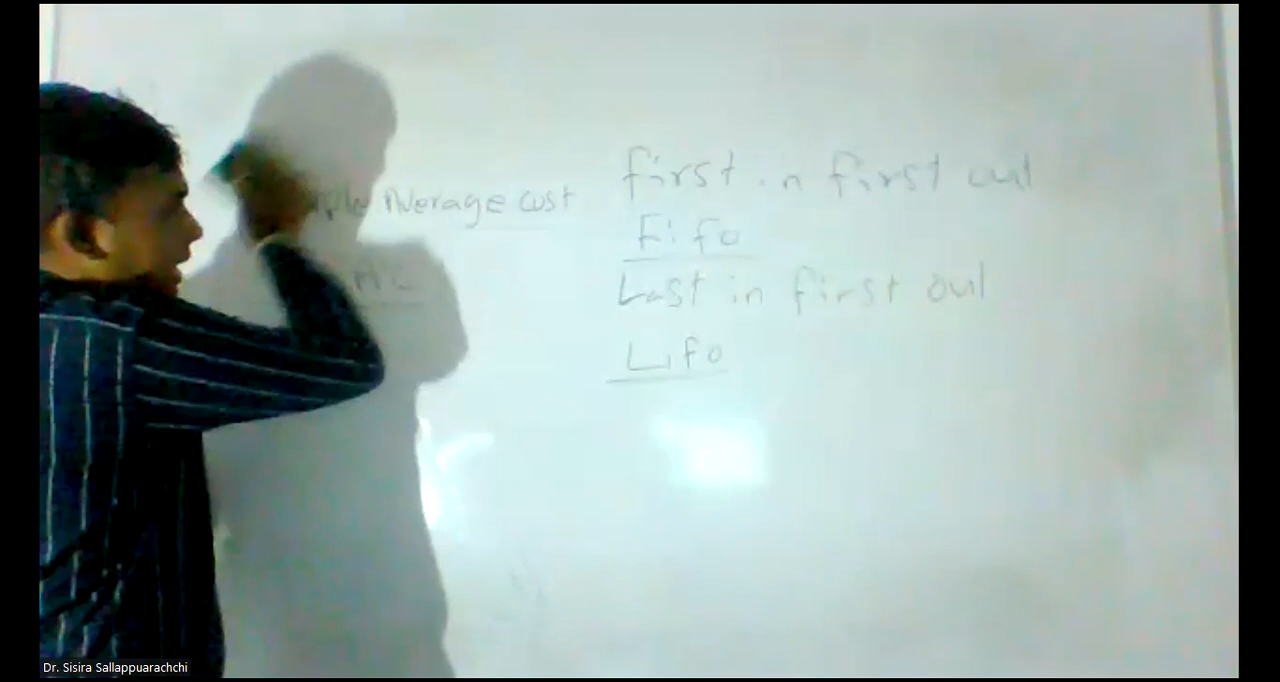 Average cost
first in first out
Fifo
Last in first out
Lifo
Dr. Sisira Sallappuarachchi